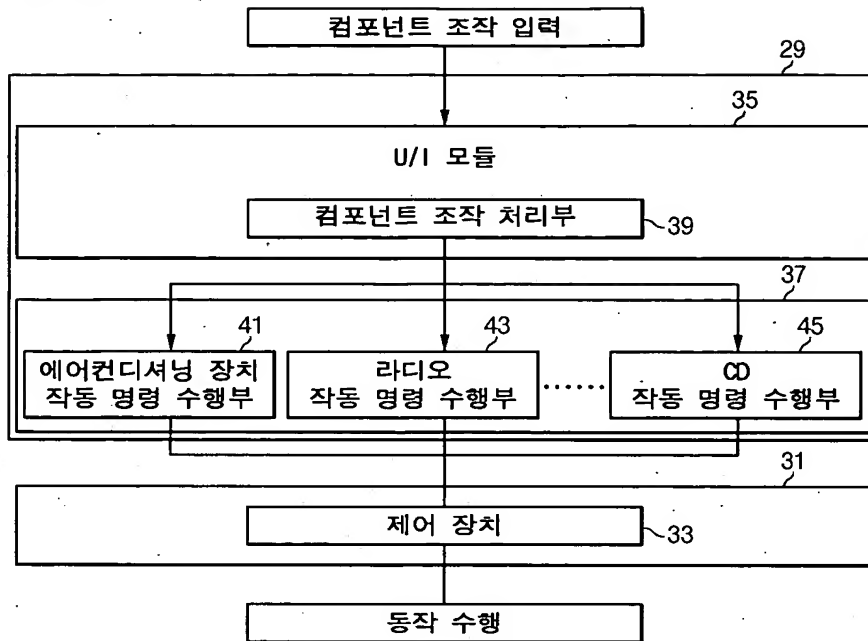 컴포넌트 조작 입력
29
35
U/I 모듈
컴포넌트 조작 처리부
39
37
41
43
45
에어컨디셔닝 장치
작동 명령 수행부
라디오
작동 명령 수행부
......
CD
작동 명령 수행부
31
제어 장치
33
동작 수행